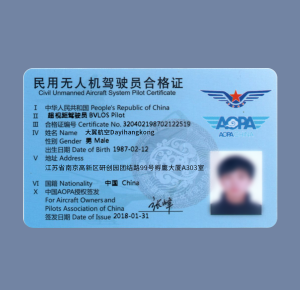 民用无人机驾驶员合格证
Civil Unmanned Aircraft System Pilot Certificate
I 中华人民共和国 People's Republic of China
II 超视距驾驶员 BVLOS Pilot
III 合格证编号 Certificate No. 320402198702122519
IV 姓名 Name: 大翼航空Dayihangkong
性别 Gender: 男 Male
出生日期 Date of Birth 1987-02-12
V 地址 Address:
江苏省南京高新区研创园团结路99号孵鹰大厦A303室
VI 国籍 Nationality 中国 China
X 中国AOPA授权签发
For Aircraft Owners and
Pilots Association of China
签发日期 Date of Issue 2018-01-31
AOPA
AOPA